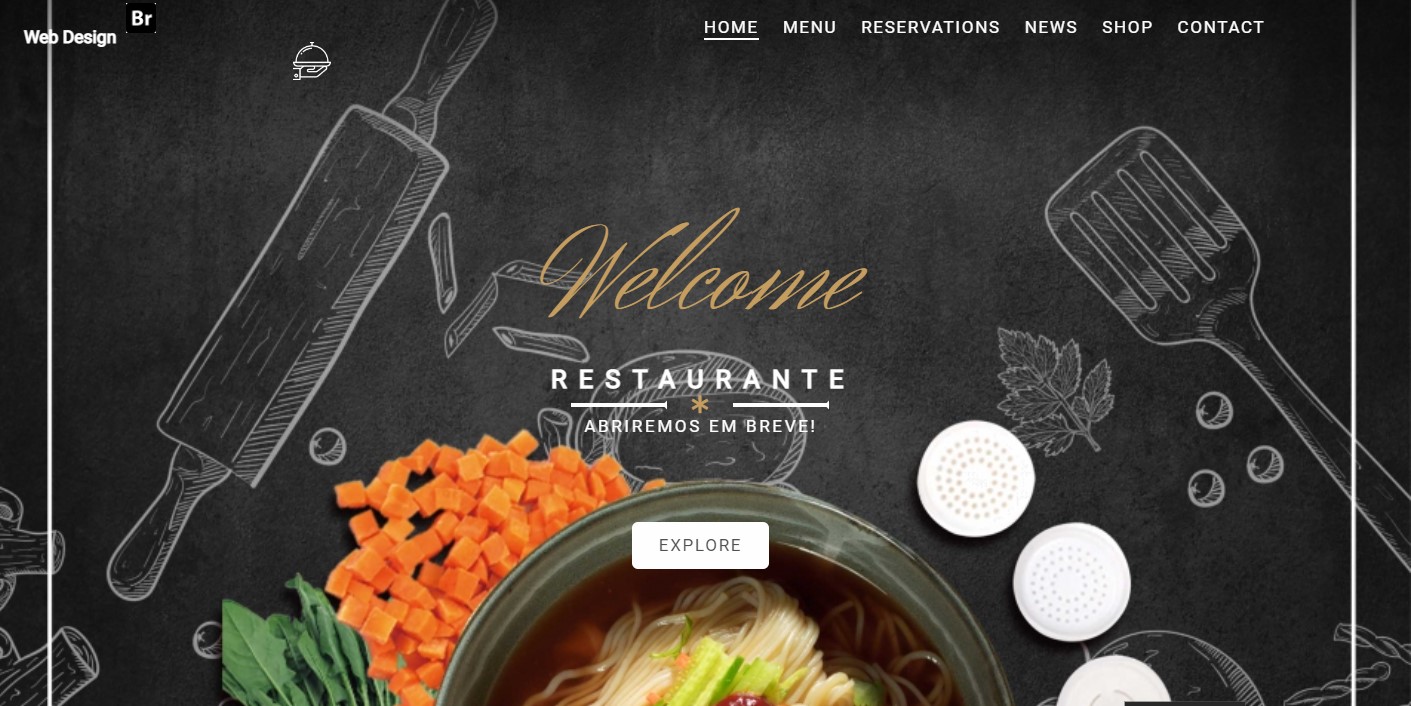 Web Design
Br
HOME MENU RESERVATIONS NEWS SHOP CONTACT
Welcome
RESTAURANTE
ABRIREMOS EM BREVE!
EXPLORE